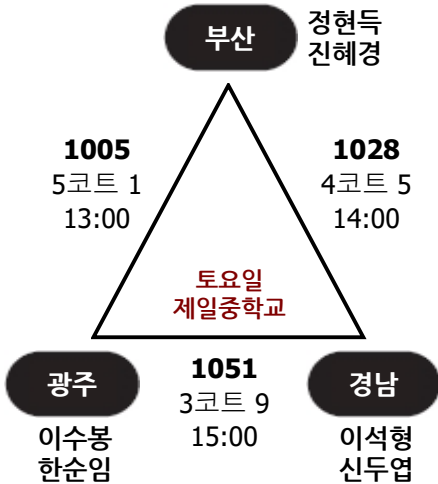 부산
정현득
진혜경
1005
5코트 1
13:00
1028
4코트 5
14:00
토요일
제일중학교
광주
이수봉
한순임
1051
3코트 9
15:00
경남
이석형
신두엽